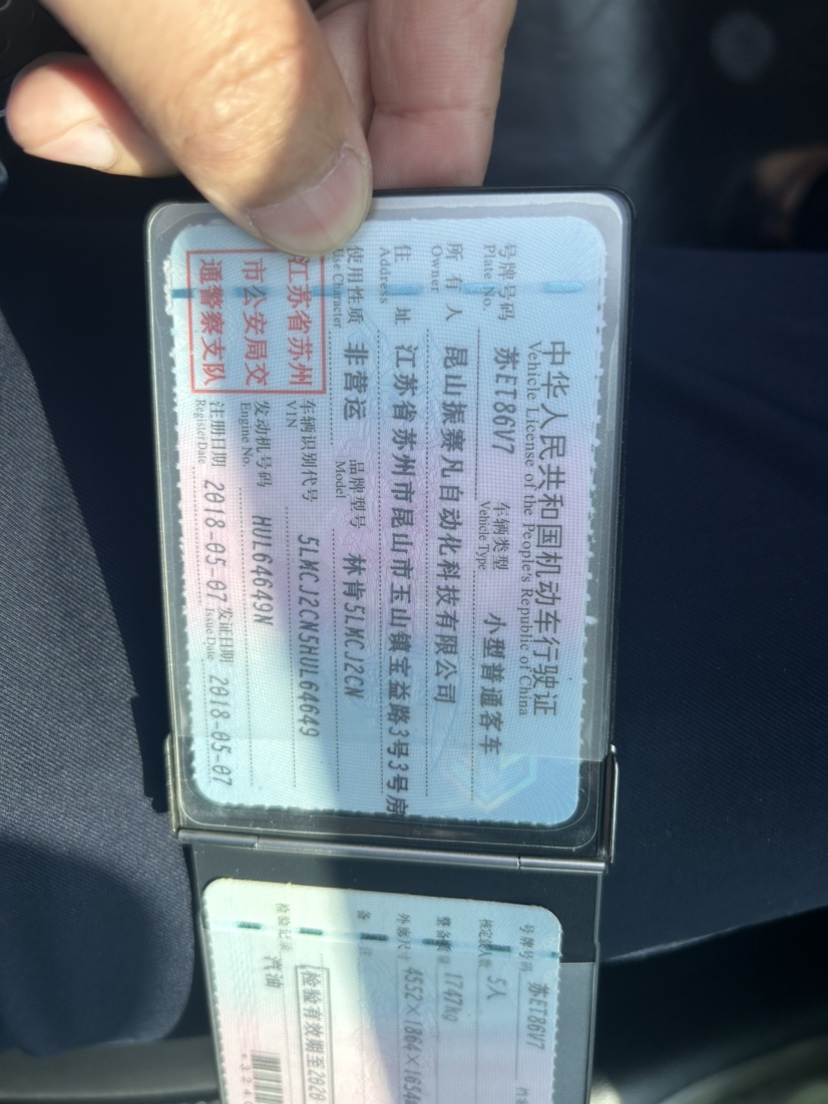 中华人民共和国机动车行驶证
Vehicle License of the People's Republic of China
号牌号码 苏ET86V7 车辆类型 小型普通客车
Plate No. Vehicle Type
所有人 昆山振赛凡自动化科技有限公司
Owner
住址 江苏省苏州市昆山市玉山镇宝益路3号3号房
Address
使用性质 非营运 品牌型号 林肯5LMCJ2CN
Use Character Model
江苏省苏州
市公安局交
通警察支队
车辆识别代号 5LMCJ2CN5HUL64649
VIN
发动机号码 HUL64649N
Engine No.
注册日期 2018-05-07 发证日期 2018-05-07
Register Date Issue Date
号牌号码 苏ET86V7
核定载人数 5人
整备质量 1747kg
外廓尺寸 4552×1864×1654
备注
检验有效期至2020
检验记录 汽油